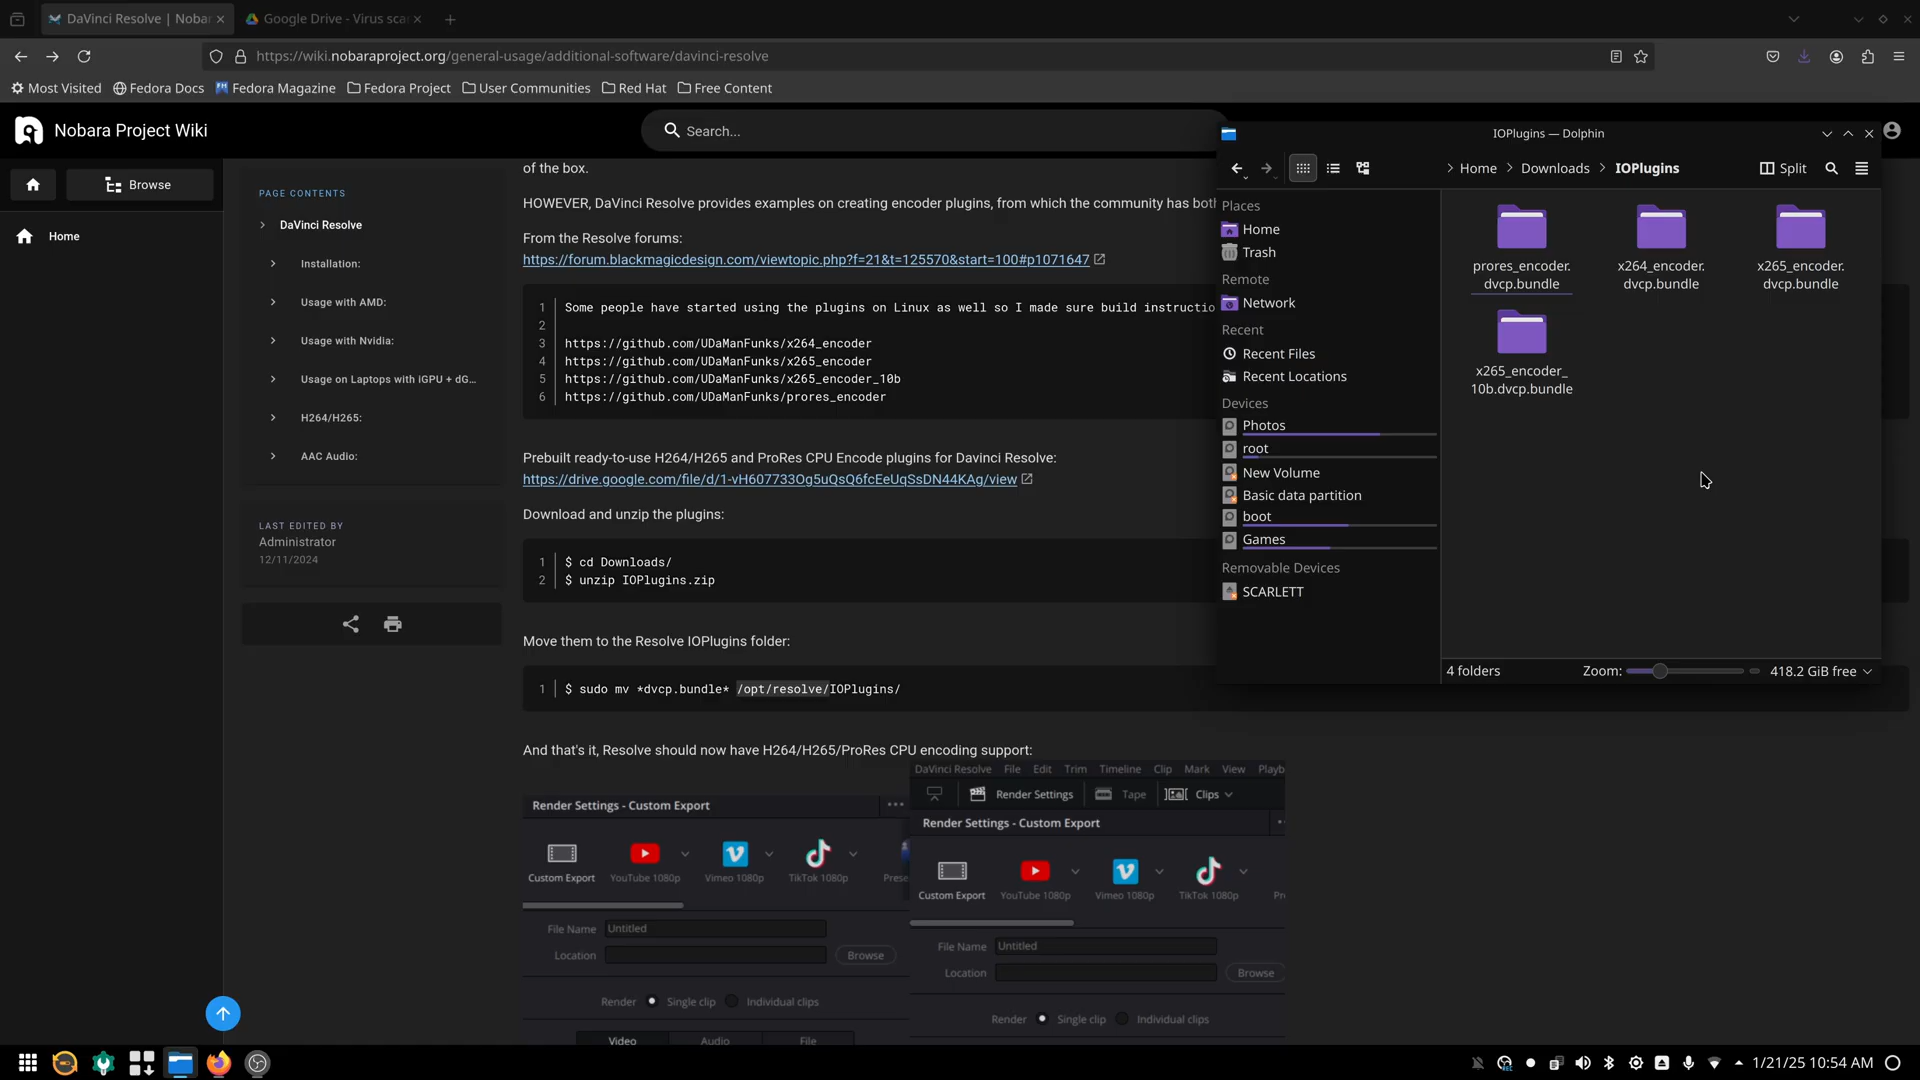 DaVinci Resolve | Noba
Google Drive - Virus sca
https://wiki.nobaraproject.org/general-usage/additional-software/davinci-resolve
Most Visited
Fedora Docs
Fedora Magazine
Fedora Project
User Communities
Red Hat
Free Content
Nobara Project Wiki
Search...
Browse
Home
PAGE CONTENTS
DaVinci Resolve
Installation:
Usage with AMD:
Usage with Nvidia:
Usage on Laptops with iGPU + dG...
H264/H265:
AAC Audio:
LAST EDITED BY
Administrator
12/11/2024
of the box.
HOWEVER, DaVinci Resolve provides examples on creating encoder plugins, from which the community has both
From the Resolve forums:
https://forum.blackmagicdesign.com/viewtopic.php?f=21&t=125570&start=100#p1071647
1 Some people have started using the plugins on Linux as well so I made sure build instructio
2
3 https://github.com/UDaManFunks/x264_encoder
4 https://github.com/UDaManFunks/x265_encoder
5 https://github.com/UDaManFunks/x265_encoder_10b
6 https://github.com/UDaManFunks/prores_encoder
Prebuilt ready-to-use H264/H265 and ProRes CPU Encode plugins for Davinci Resolve:
https://drive.google.com/file/d/1-vH607733Og5uQsQ6fcEeUqSsDN44KAg/view
Download and unzip the plugins:
1 $ cd Downloads/
2 $ unzip IOPlugins.zip
Move them to the Resolve IOPlugins folder:
1 $ sudo mv *dvcp.bundle* /opt/resolve/IOPlugins/
And that's it, Resolve should now have H264/H265/ProRes CPU encoding support:
Render Settings - Custom Export
Custom Export
YouTube 1080p
Vimeo 1080p
TikTok 1080p
Prese
File Name
Untitled
Location
Browse
Render
Single clip
Individual clips
Video
Audio
File
DaVinci Resolve File Edit Trim Timeline Clip Mark View Playb
Render Settings
Tape
Clips
Render Settings - Custom Export
Custom Export
YouTube 1080p
Vimeo 1080p
TikTok 1080p
Pr
File Name
Untitled
Location
Browse
Render
Single clip
Individual clips
IOPlugins — Dolphin
Home
Downloads
IOPlugins
Split
Places
Home
Trash
Remote
Network
Recent
Recent Files
Recent Locations
Devices
Photos
root
New Volume
Basic data partition
boot
Games
Removable Devices
SCARLETT
prores_encoder.
dvcp.bundle
x264_encoder.
dvcp.bundle
x265_encoder.
dvcp.bundle
x265_encoder_
10b.dvcp.bundle
4 folders
Zoom:
418.2 GiB free
1/21/25 10:54 AM